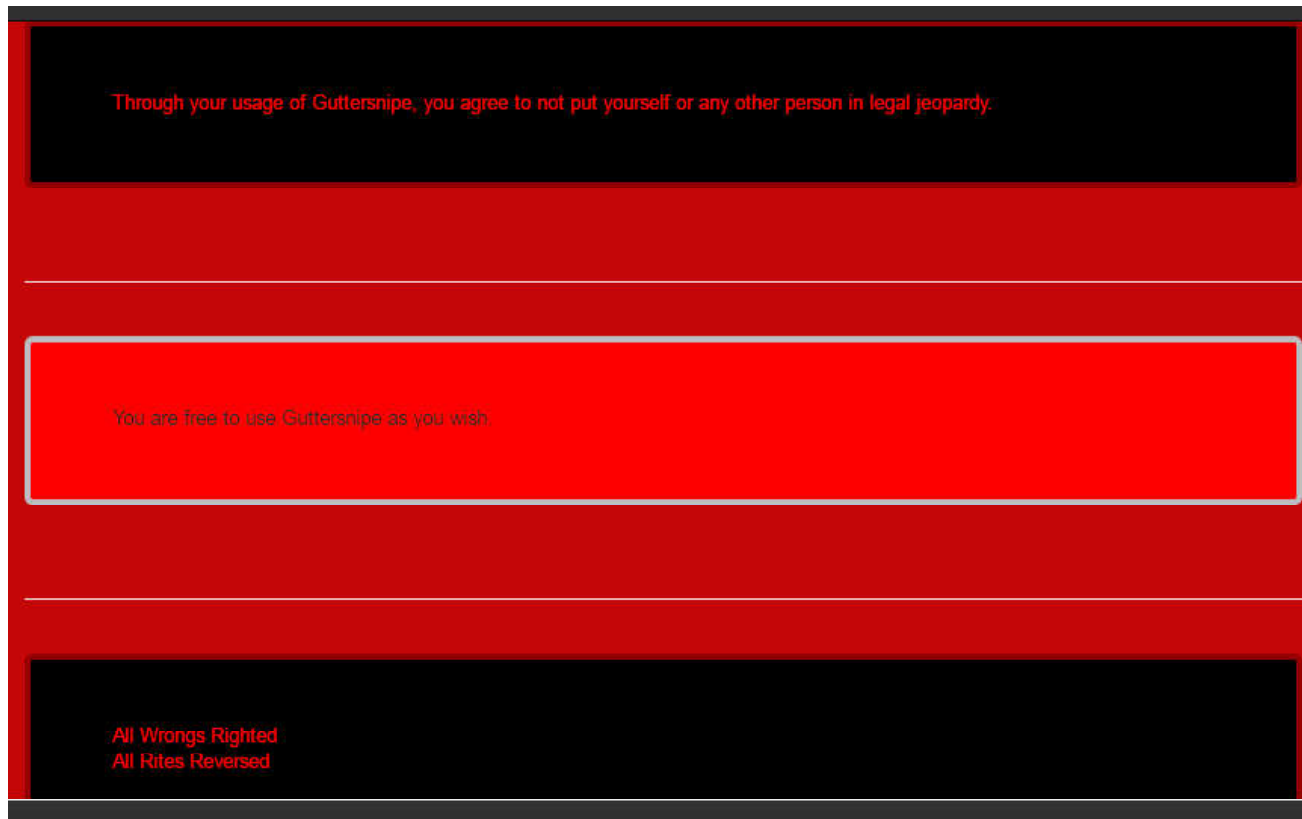 Through your usage of Guttersnipe, you agree to not put yourself or any other person in legal jeopardy.
You are free to use Guttersnipe as you wish.
All Wrongs Righted
All Rites Reversed